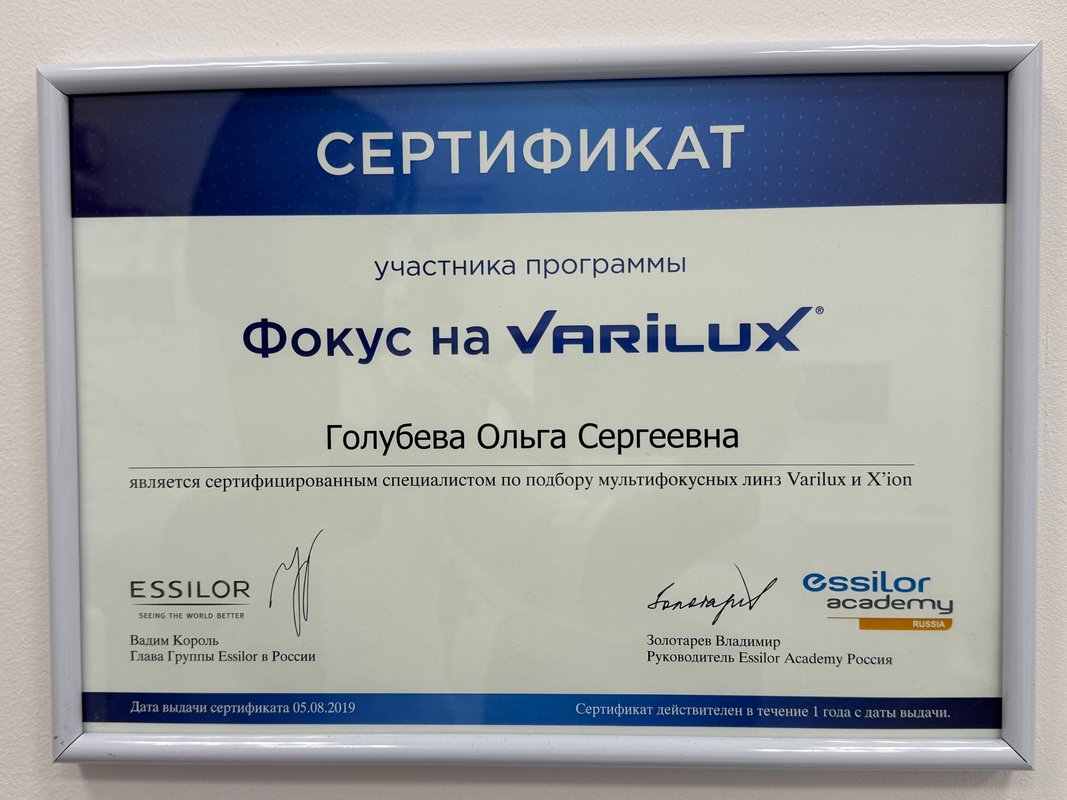 СЕРТИФИКАТ
участника программы
Фокус на VARILUX®
Голубева Ольга Сергеевна
является сертифицированным специалистом по подбору мультифокусных линз Varilux и X'ion
ESSILOR
SEEING THE WORLD BETTER
Вадим Король
Глава Группы Essilor в России
essilor
academy
RUSSIA
Золотарев Владимир
Руководитель Essilor Academy Россия
Дата выдачи сертификата 05.08.2019
Сертификат действителен в течение 1 года с даты выдачи.